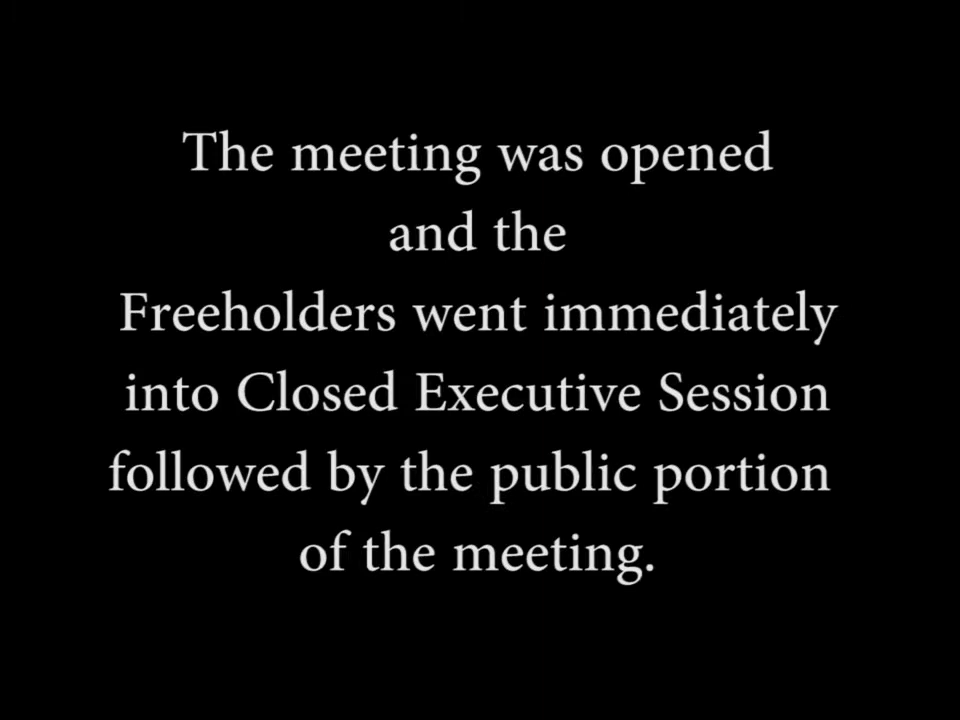 The meeting was opened
and the
Freeholders went immediately
into Closed Executive Session
followed by the public portion
of the meeting.